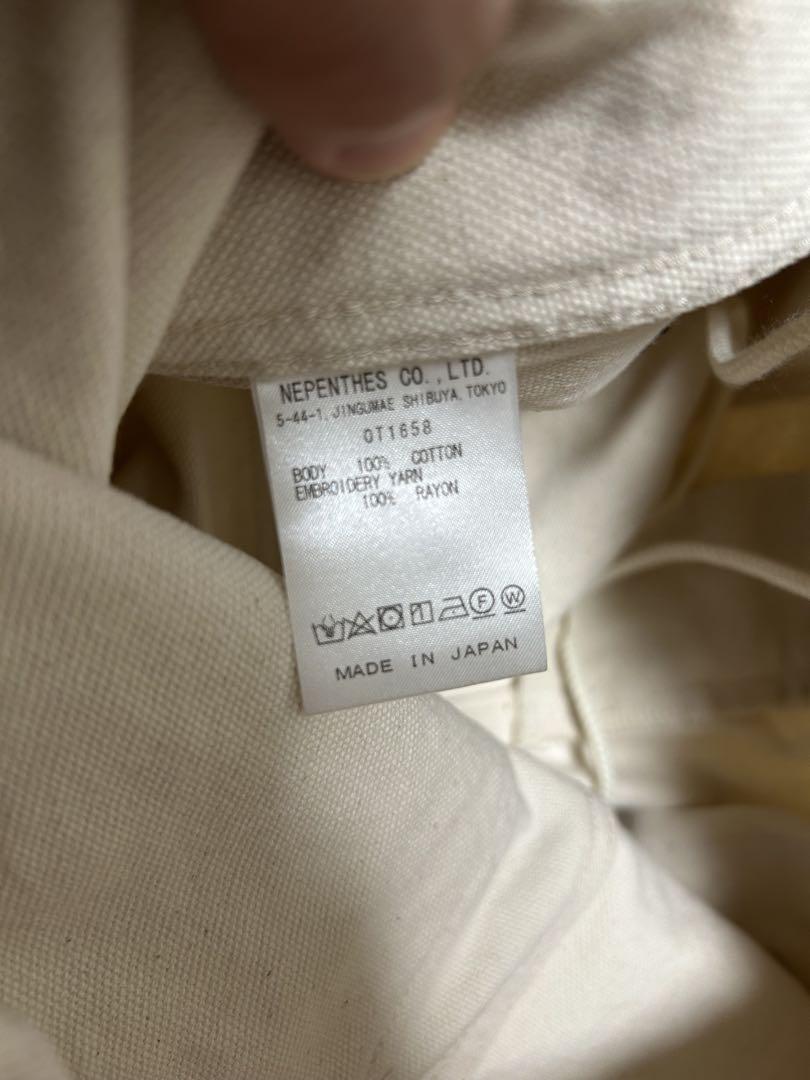 NEPENTHES CO.,LTD.
5-44-1, JINGUMAE SHIBUYA, TOKYO
OT1658
BODY 100% COTTON
EMBROIDERY YARN
100% RAYON
F W
MADE IN JAPAN